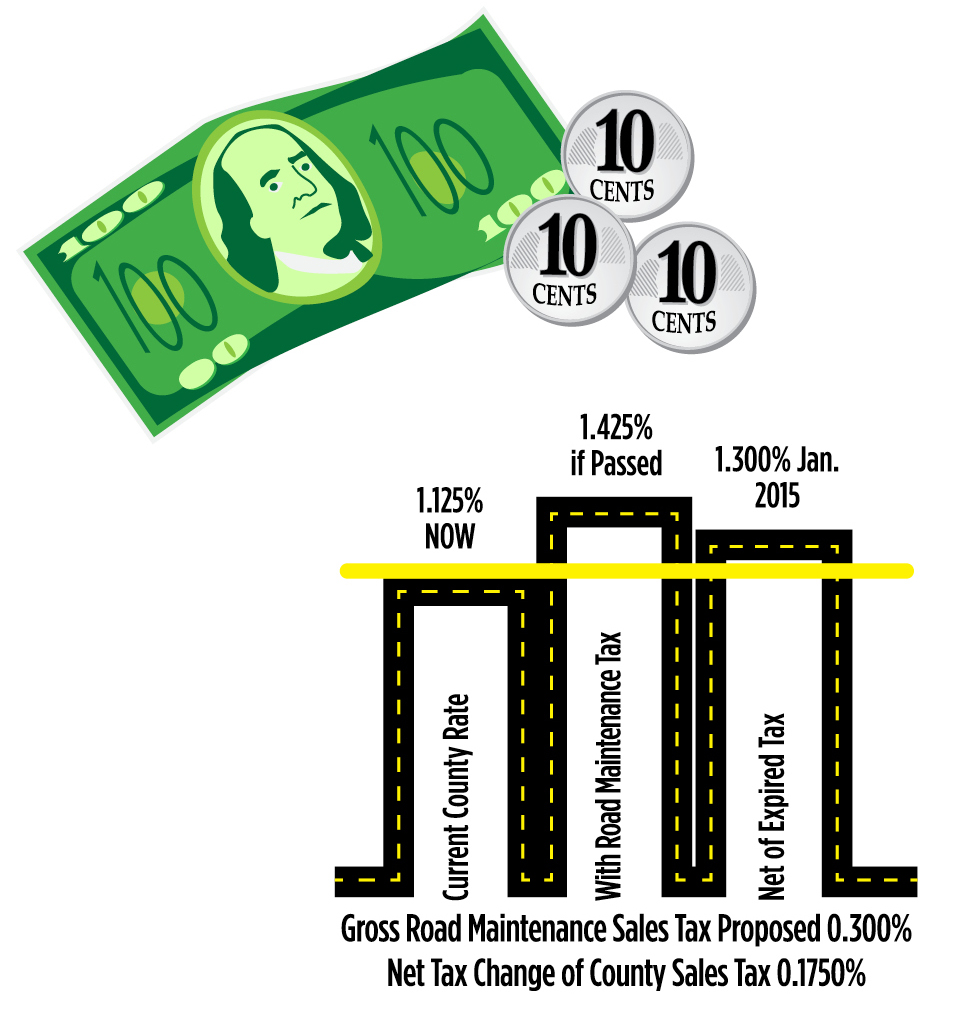 100
100
100
100
10
CENTS
10
CENTS
10
CENTS
1.425%
if Passed
1.300% Jan.
2015
1.125%
NOW
Current County Rate
With Road Maintenance Tax
Net of Expired Tax
Gross Road Maintenance Sales Tax Proposed 0.300%
Net Tax Change of County Sales Tax 0.1750%